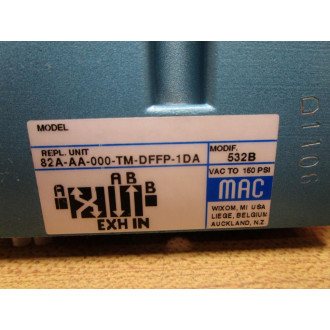 MODEL
REPL. UNIT
82A-AA-000-TM-DFFP-1DA
MODIF.
532B
VAC TO 150 PSI
A A B B
EXH IN
MAC
WIXOM, MI USA
LIEGE, BELGIUM
AUCKLAND, N.Z.